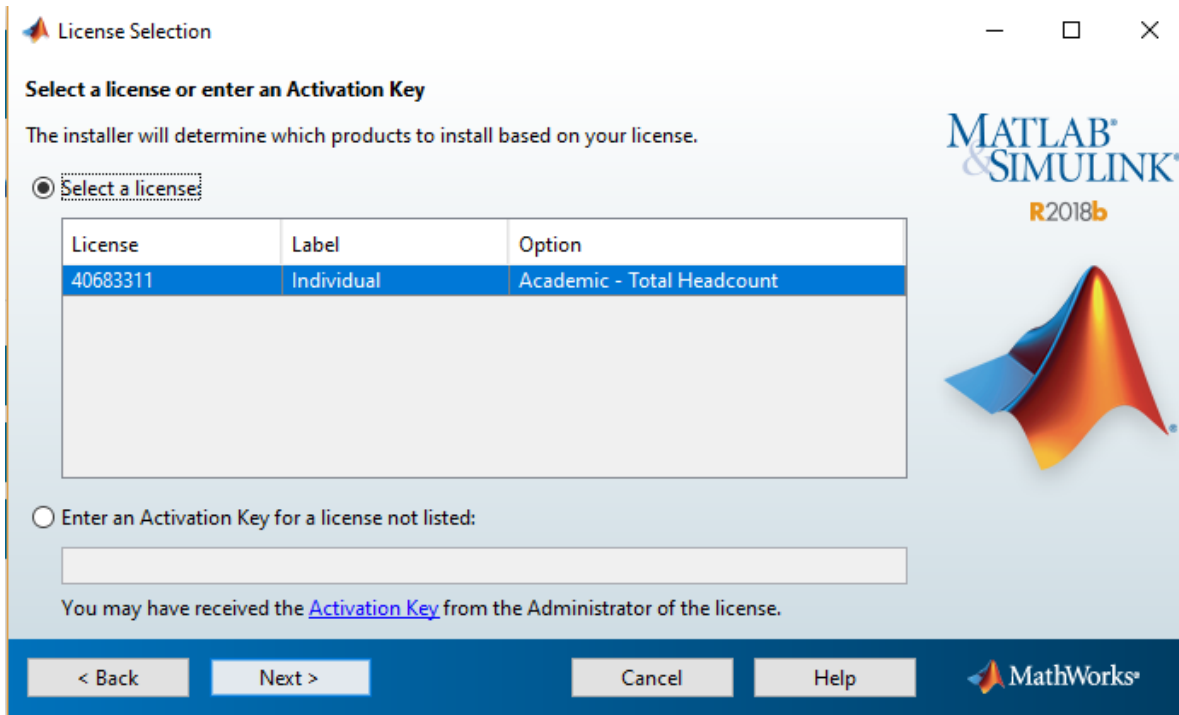 License Selection
Select a license or enter an Activation Key
The installer will determine which products to install based on your license.
MATLAB®
&SIMULINK®
R2018b
Select a license:
License Label Option
40683311 Individual Academic - Total Headcount
®
Enter an Activation Key for a license not listed:
You may have received the Activation Key from the Administrator of the license.
< Back Next > Cancel Help MathWorks®